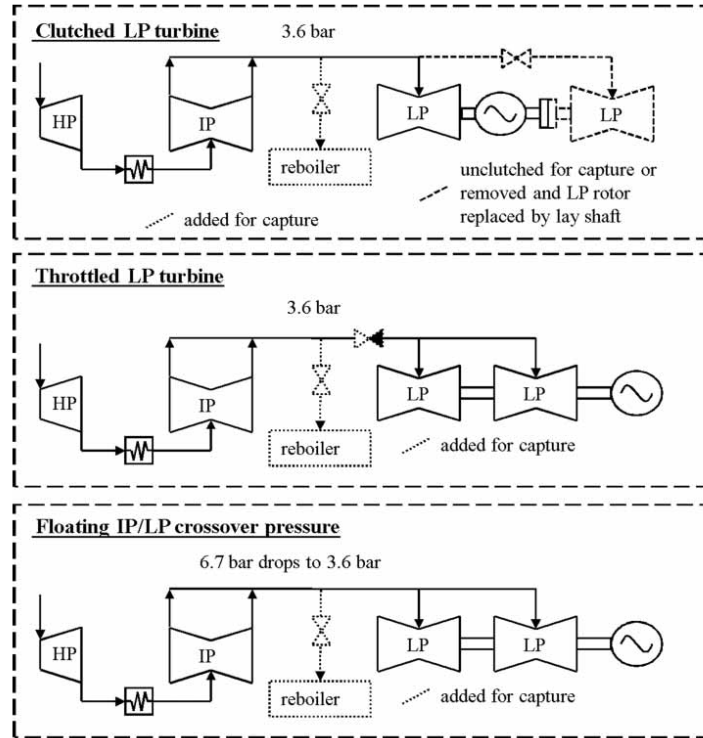 Clutched LP turbine
3.6 bar
HP
IP
LP
LP
reboiler
added for capture
unclutched for capture or
removed and LP rotor
replaced by lay shaft
Throttled LP turbine
3.6 bar
HP
IP
LP
LP
reboiler
added for capture
Floating IP/LP crossover pressure
6.7 bar drops to 3.6 bar
HP
IP
LP
LP
reboiler
added for capture